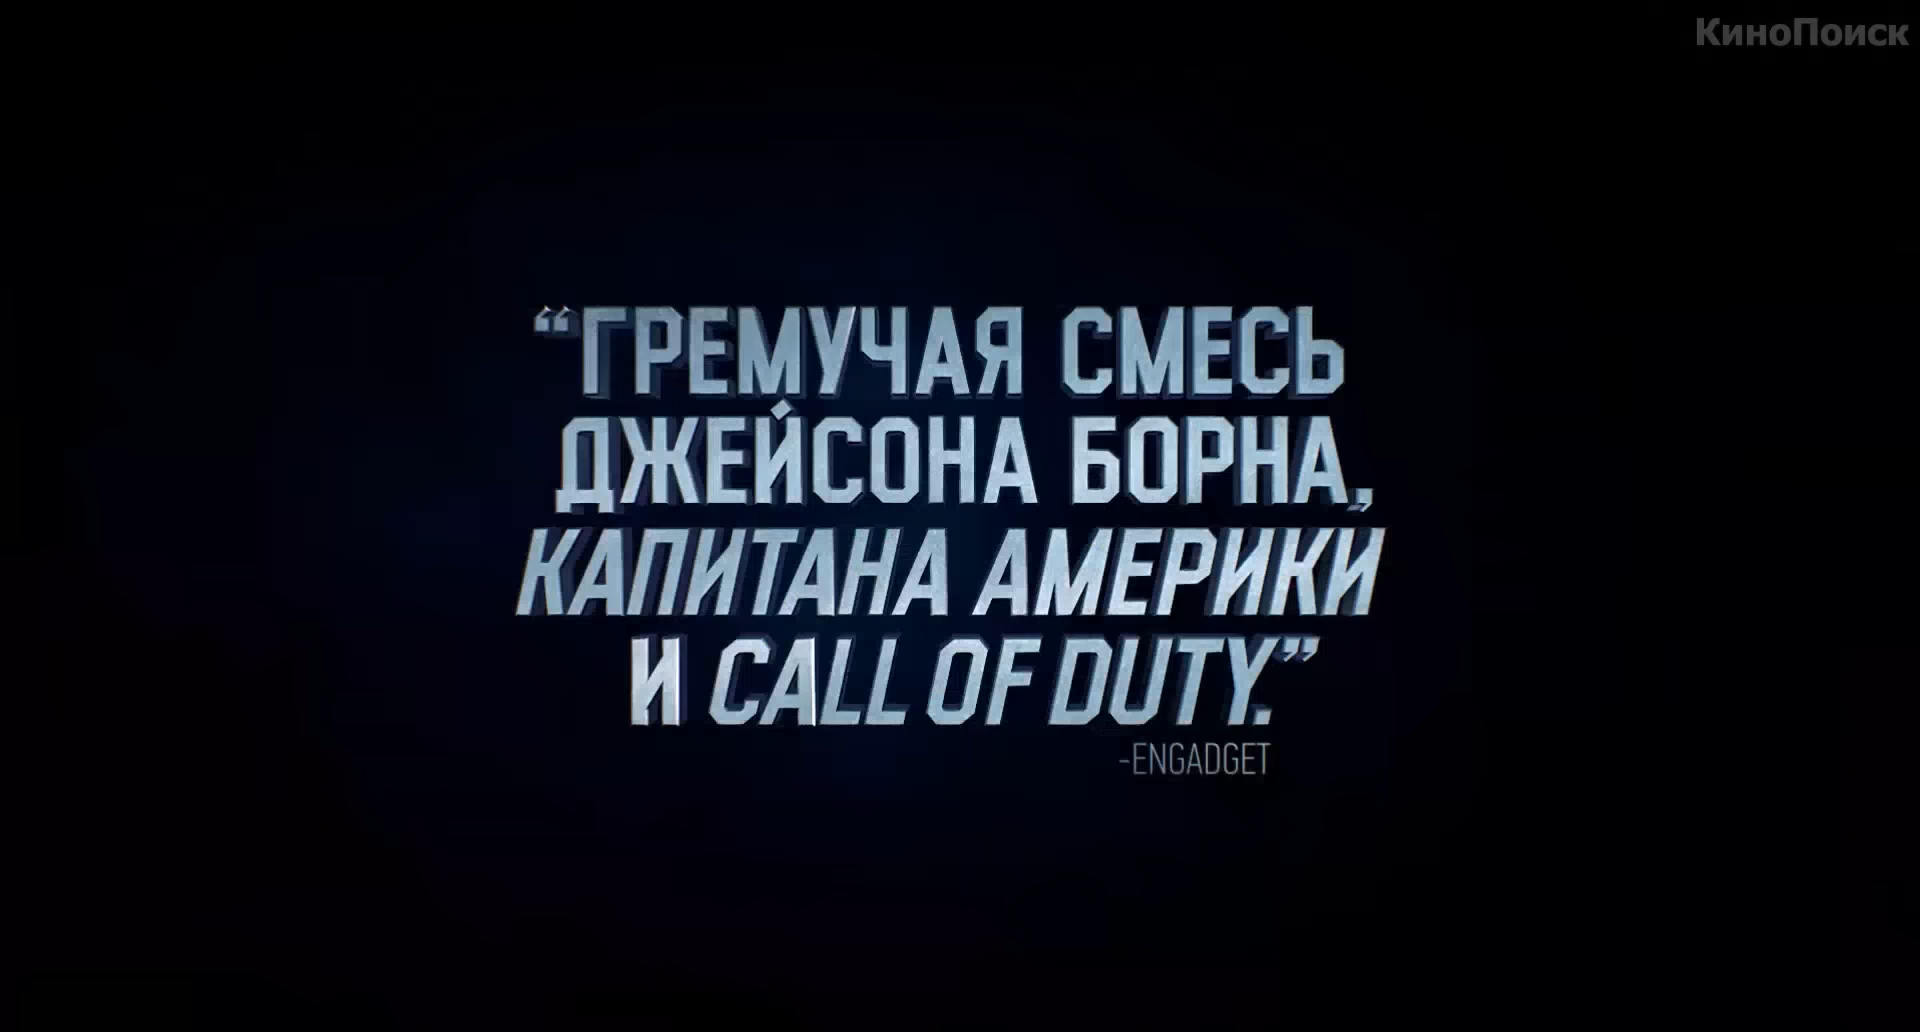 КиноПоиск
“ГРЕМУЧАЯ СМЕСЬ
ДЖЕЙСОНА БОРНА,
КАПИТАНА АМЕРИКИ
И CALL OF DUTY.”
-ENGADGET